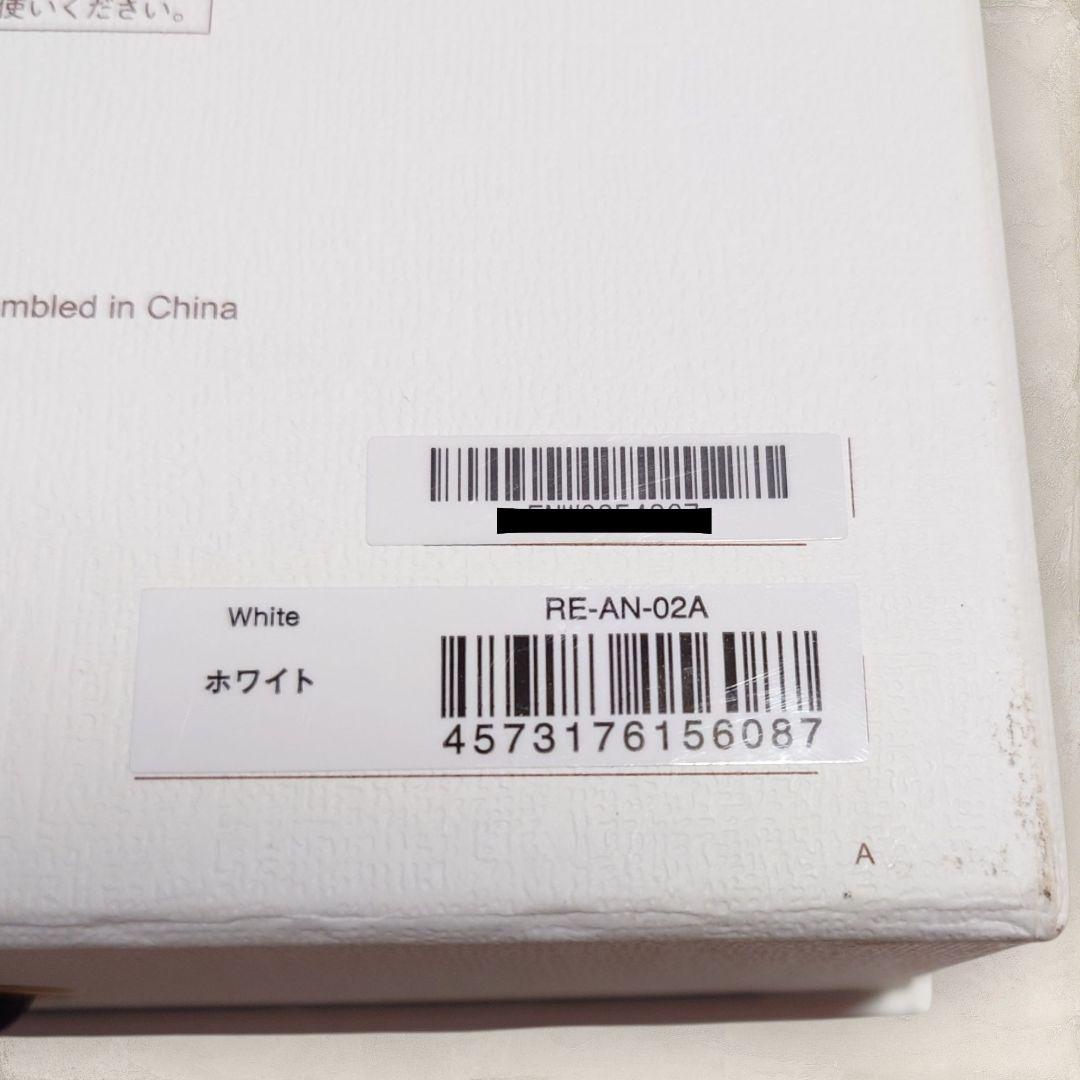 使いください。
mbled in China
RE-AN-02A
White
ホワイト
4573176156087
A